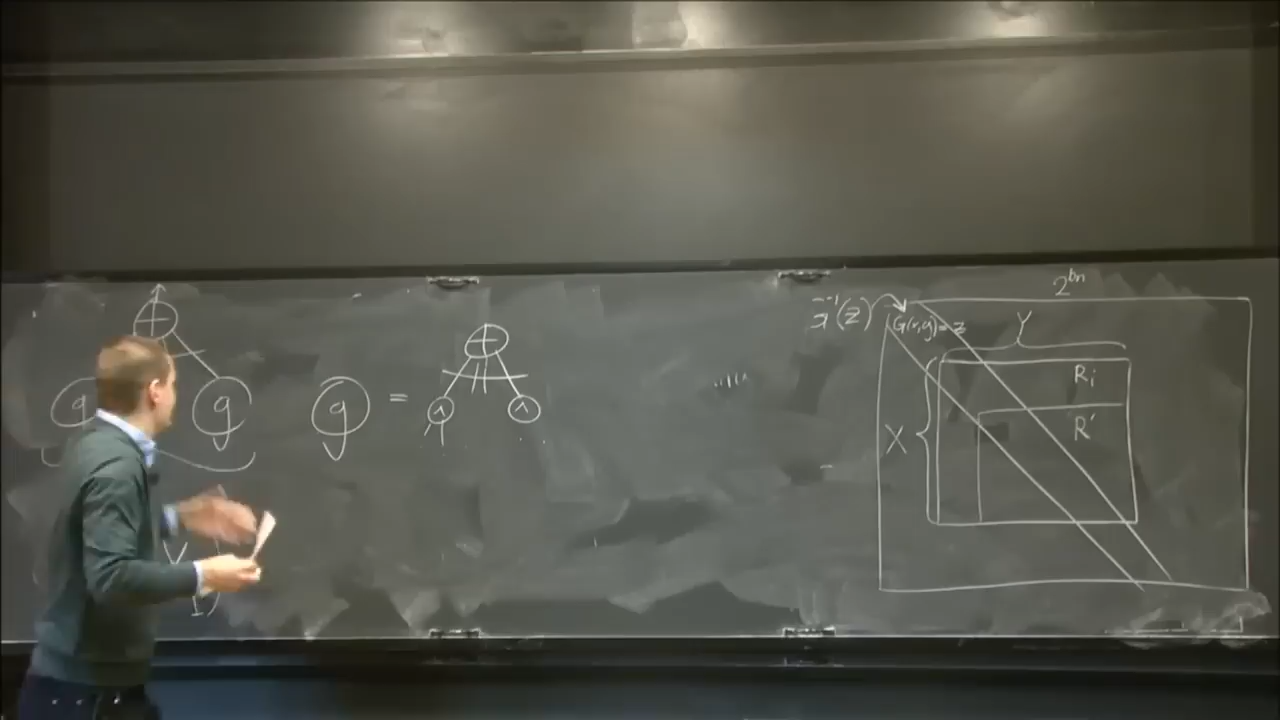 ⊕
g
g
g = ⊕
∧ ∧
2^{bn}
G^{-1}(z)
G(x,y)=z
Y
R_i
X
R'